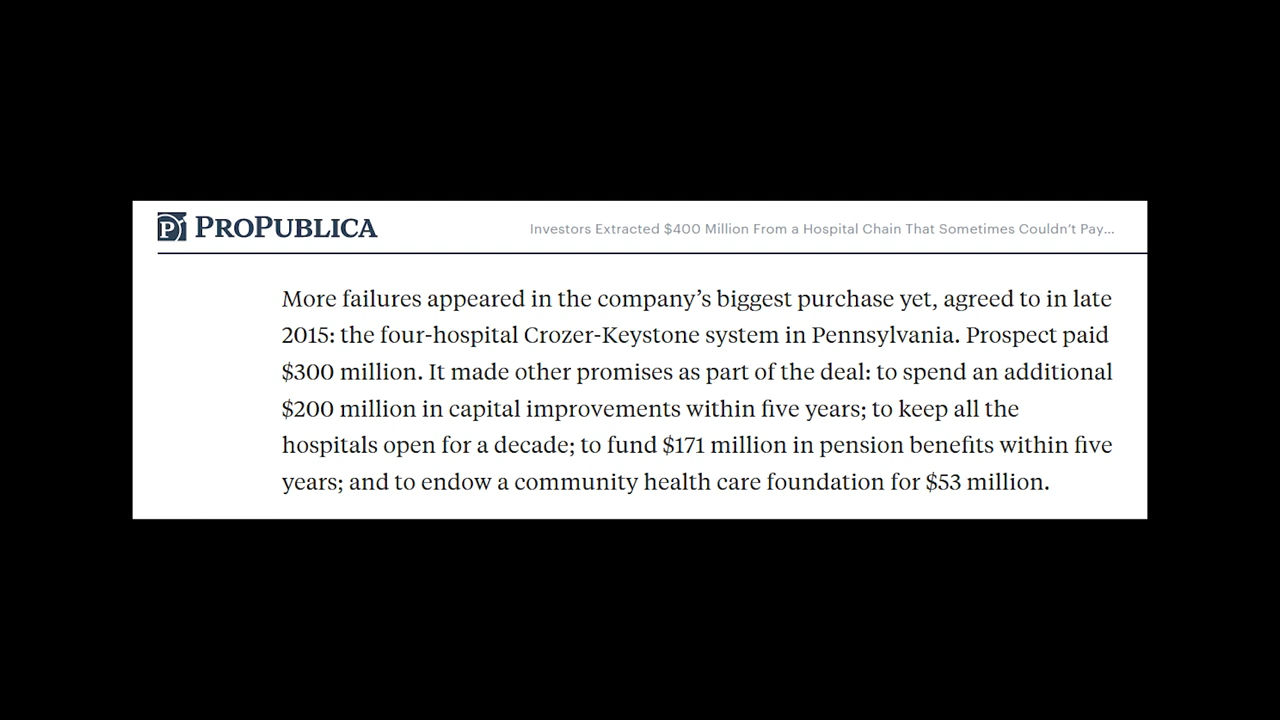 PROPUBLICA
Investors Extracted $400 Million From a Hospital Chain That Sometimes Couldn’t Pay...
More failures appeared in the company’s biggest purchase yet, agreed to in late
2015: the four-hospital Crozer-Keystone system in Pennsylvania. Prospect paid
$300 million. It made other promises as part of the deal: to spend an additional
$200 million in capital improvements within five years; to keep all the
hospitals open for a decade; to fund $171 million in pension benefits within five
years; and to endow a community health care foundation for $53 million.